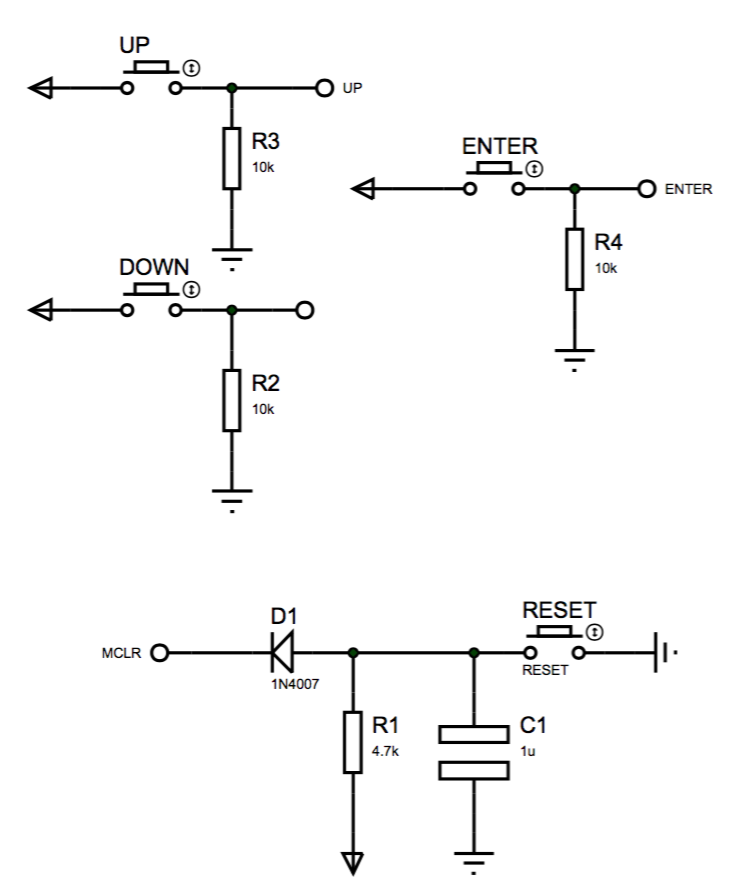 UP
UP
R3
10k
ENTER
ENTER
R4
10k
DOWN
R2
10k
D1
MCLR
1N4007
RESET
RESET
R1
4.7k
C1
1u